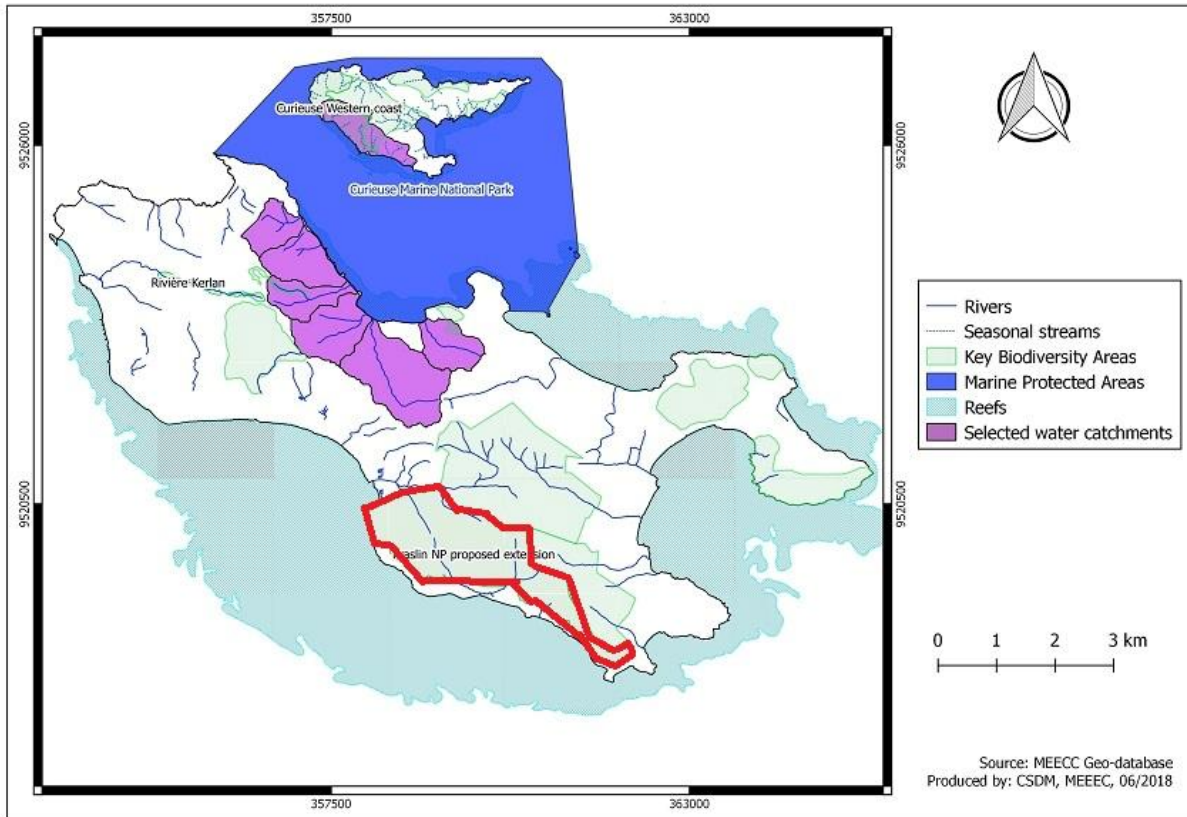 357500
363000
Curieuse Western coast
9526000
9526000
Curieuse Marine National Park
Rivière Kerlan
Rivers
Seasonal streams
Key Biodiversity Areas
Marine Protected Areas
Reefs
Selected water catchments
9520500
9520500
NP proposed extension
0 1 2 3 km
Source: MEECC Geo-database
Produced by: CSDM, MEEEC, 06/2018
357500
363000